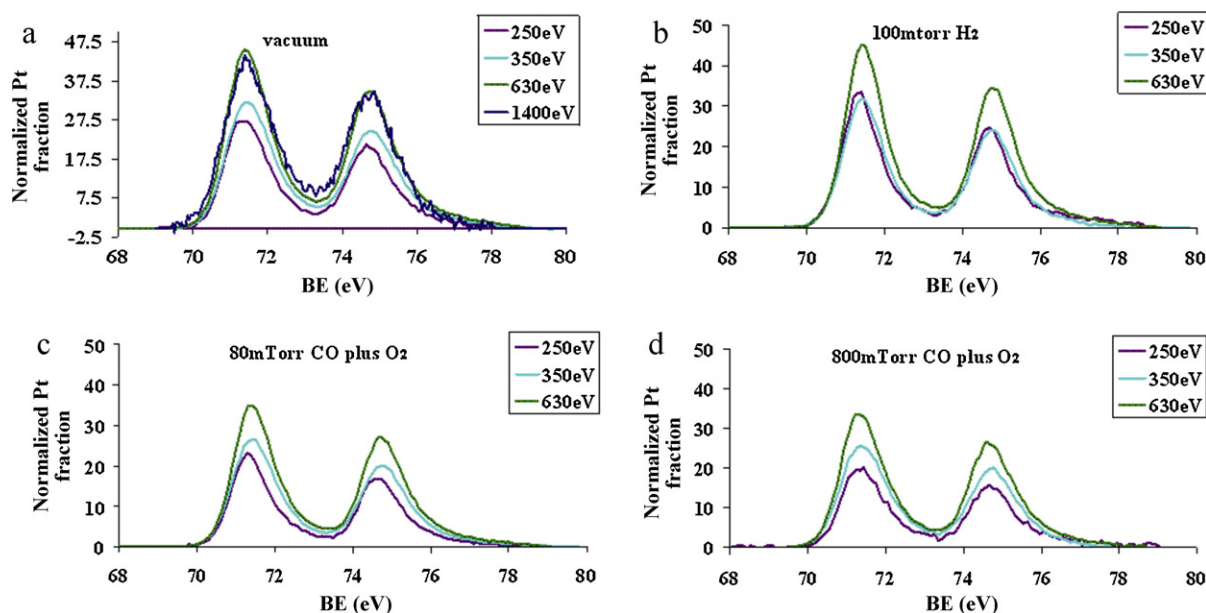 a
vacuum
250eV
350eV
630eV
1400eV
47.5
37.5
27.5
17.5
7.5
-2.5
Normalized Pt
fraction
68 70 72 74 76 78 80
BE (eV)
b
100mtorr H2
250eV
350eV
630eV
50
40
30
20
10
0
Normalized Pt
fraction
68 70 72 74 76 78 80
BE (eV)
c
80mTorr CO plus O2
250eV
350eV
630eV
50
40
30
20
10
0
Normalized Pt
fraction
68 70 72 74 76 78 80
BE (eV)
d
800mTorr CO plus O2
250eV
350eV
630eV
50
40
30
20
10
0
Normalized Pt
fraction
68 70 72 74 76 78 80
BE (eV)